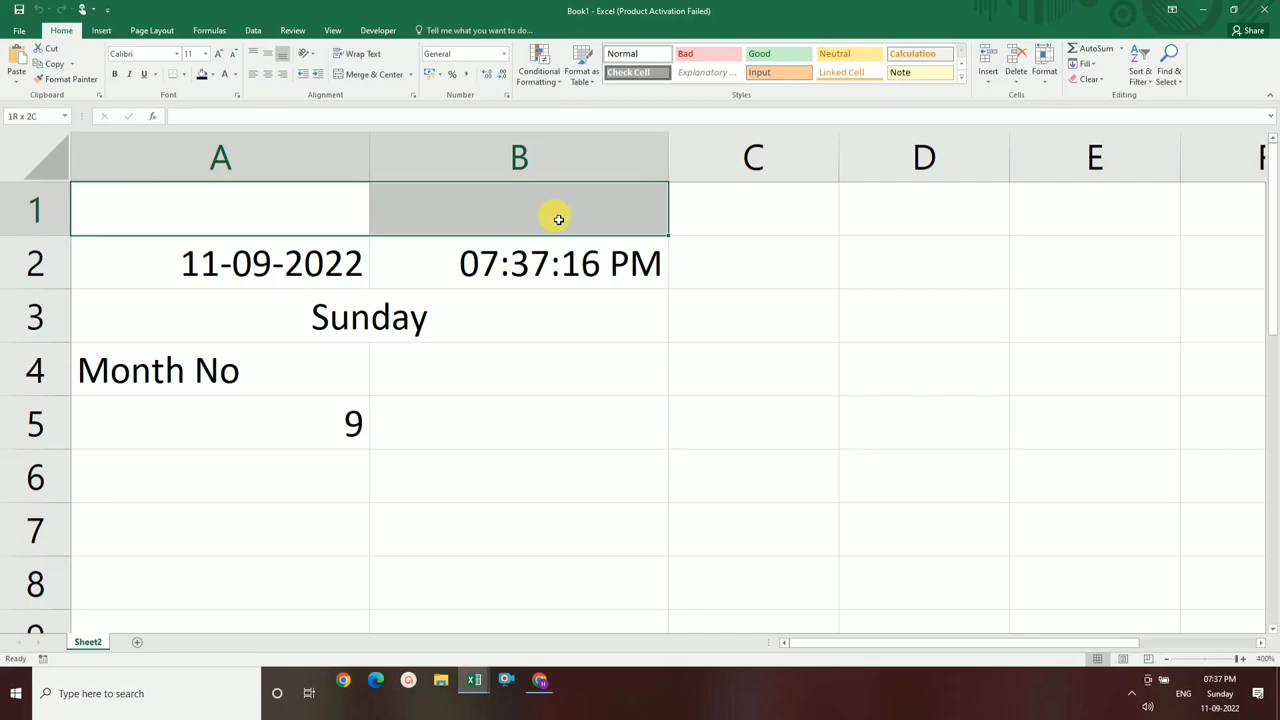 Book1 - Excel (Product Activation Failed)
File Home Insert Page Layout Formulas Data Review View Developer Tell me what you want to do... Share
Paste
Cut
Copy
Format Painter
Clipboard
Calibri 11
B I U
Font
Wrap Text
Merge & Center
Alignment
General
Number
Conditional Formatting
Format as Table
Normal Bad Good Neutral Calculation
Check Cell Explanatory ... Input Linked Cell Note
Styles
Insert Delete Format
Cells
AutoSum
Fill
Clear
Sort & Filter
Find & Select
Editing
1R x 2C fx
A B C D E F
1
2 11-09-2022 07:37:16 PM
3 Sunday
4 Month No
5 9
6
7
8
9
Sheet2
Ready 400%
Type here to search
07:37 PM
ENG Sunday
11-09-2022